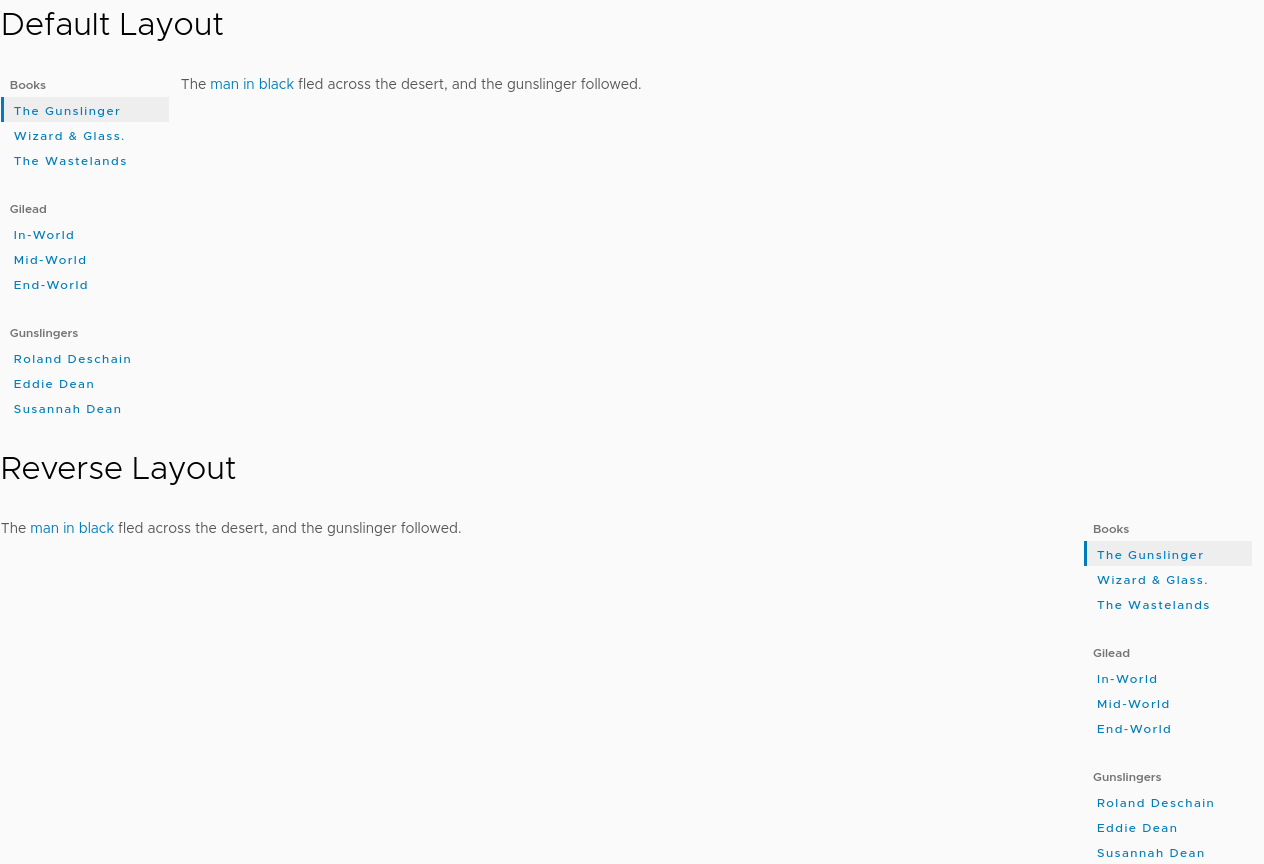 Default Layout
Books
The Gunslinger
Wizard & Glass.
The Wastelands
Gilead
In-World
Mid-World
End-World
Gunslingers
Roland Deschain
Eddie Dean
Susannah Dean
The man in black fled across the desert, and the gunslinger followed.
Reverse Layout
The man in black fled across the desert, and the gunslinger followed.
Books
The Gunslinger
Wizard & Glass.
The Wastelands
Gilead
In-World
Mid-World
End-World
Gunslingers
Roland Deschain
Eddie Dean
Susannah Dean